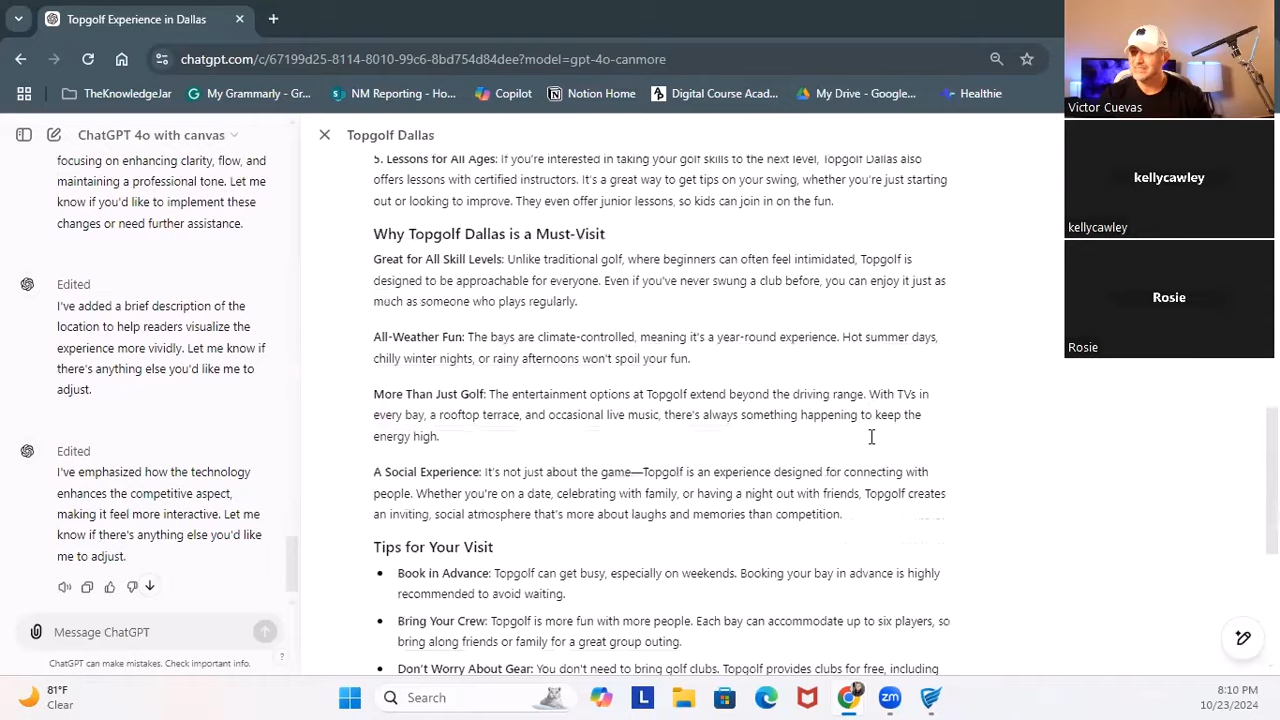 Topgolf Experience in Dallas
chatgpt.com/c/67199d25-8114-8010-99c6-8bd754d84dee?model=gpt-4o-canmore
TheKnowledgeJar
My Grammarly - Gr...
NM Reporting - Ho...
Copilot
Notion Home
Digital Course Acad...
My Drive - Google...
Healthie
ChatGPT 4o with canvas
focusing on enhancing clarity, flow, and
maintaining a professional tone. Let me
know if you'd like to implement these
changes or need further assistance.
Edited
I've added a brief description of the
location to help readers visualize the
experience more vividly. Let me know if
there's anything else you'd like me to
adjust.
Edited
I've emphasized how the technology
enhances the competitive aspect,
making it feel more interactive. Let me
know if there's anything else you'd like
me to adjust.
Message ChatGPT
ChatGPT can make mistakes. Check important info.
?
Topgolf Dallas
5. Lessons for All Ages: If you're interested in taking your golf skills to the next level, Topgolf Dallas also
offers lessons with certified instructors. It's a great way to get tips on your swing, whether you're just starting
out or looking to improve. They even offer junior lessons, so kids can join in on the fun.
Why Topgolf Dallas is a Must-Visit
Great for All Skill Levels: Unlike traditional golf, where beginners can often feel intimidated, Topgolf is
designed to be approachable for everyone. Even if you've never swung a club before, you can enjoy it just as
much as someone who plays regularly.
All-Weather Fun: The bays are climate-controlled, meaning it's a year-round experience. Hot summer days,
chilly winter nights, or rainy afternoons won't spoil your fun.
More Than Just Golf: The entertainment options at Topgolf extend beyond the driving range. With TVs in
every bay, a rooftop terrace, and occasional live music, there's always something happening to keep the
energy high.
A Social Experience: It's not just about the game—Topgolf is an experience designed for connecting with
people. Whether you're on a date, celebrating with family, or having a night out with friends, Topgolf creates
an inviting, social atmosphere that's more about laughs and memories than competition.
Tips for Your Visit
• Book in Advance: Topgolf can get busy, especially on weekends. Booking your bay in advance is highly
recommended to avoid waiting.
• Bring Your Crew: Topgolf is more fun with more people. Each bay can accommodate up to six players, so
bring along friends or family for a great group outing.
• Don't Worry About Gear: You don't need to bring golf clubs. Topgolf provides clubs for free, including
Victor Cuevas
kellycawley
kellycawley
Rosie
Rosie
81°F
Clear
Search
8:10 PM
10/23/2024